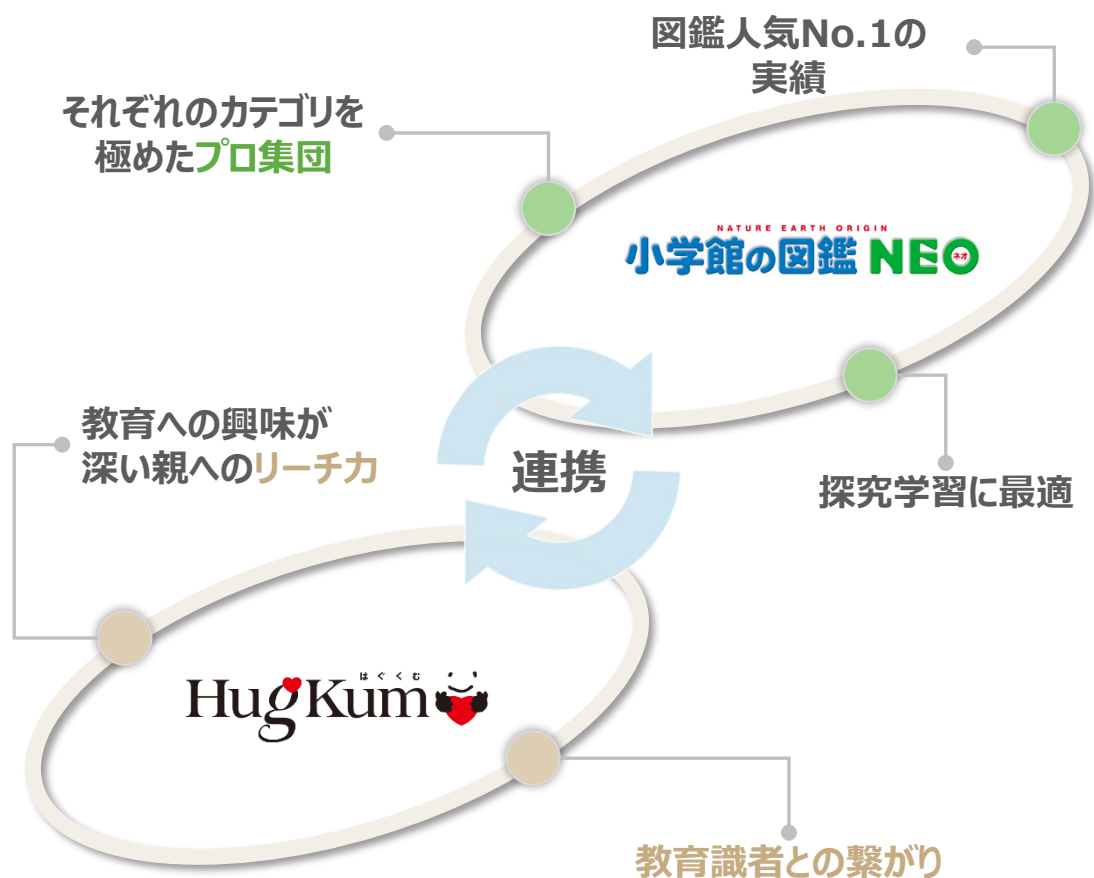 図鑑人気No.1の
実績
それぞれのカテゴリを
極めたプロ集団
NATURE EARTH ORIGIN
小学館の図鑑 NEO
ネオ
探究学習に最適
連携
教育への興味が
深い親へのリーチ力
はぐくむ
HugKum
教育識者との繋がり